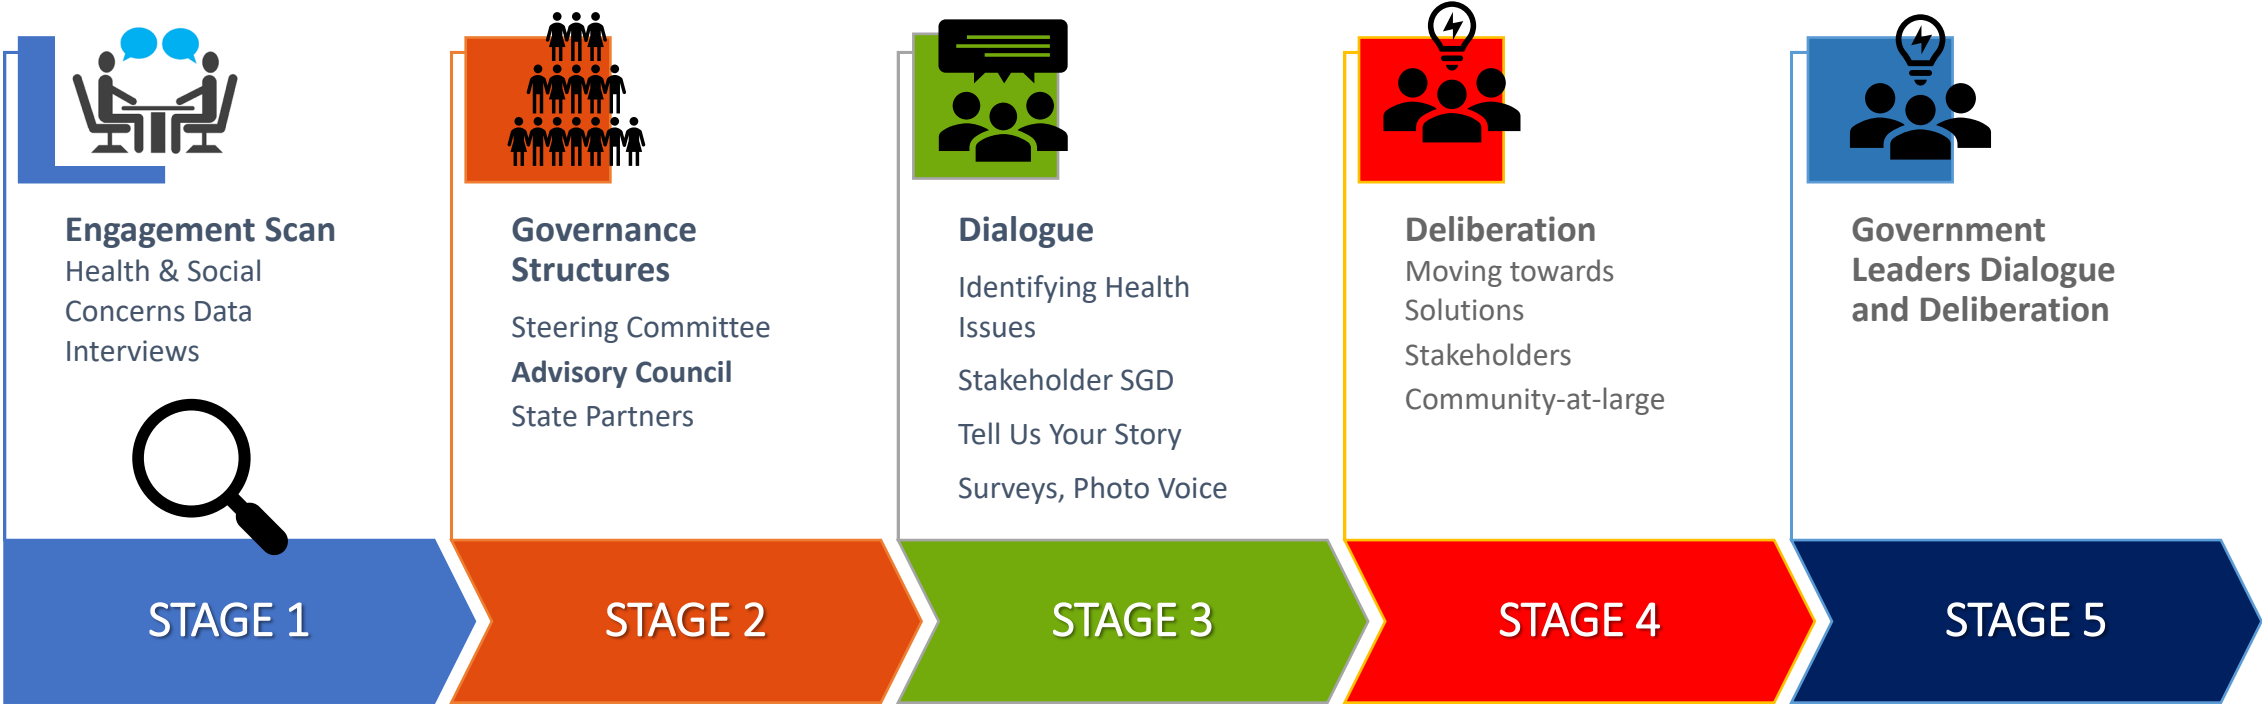 Engagement Scan
Health & Social
Concerns Data
Interviews
Governance
Structures
Steering Committee
Advisory Council
State Partners
Dialogue
Identifying Health
Issues
Stakeholder SGD
Tell Us Your Story
Surveys, Photo Voice
Deliberation
Moving towards
Solutions
Stakeholders
Community-at-large
Government
Leaders Dialogue
and Deliberation
STAGE 1
STAGE 2
STAGE 3
STAGE 4
STAGE 5